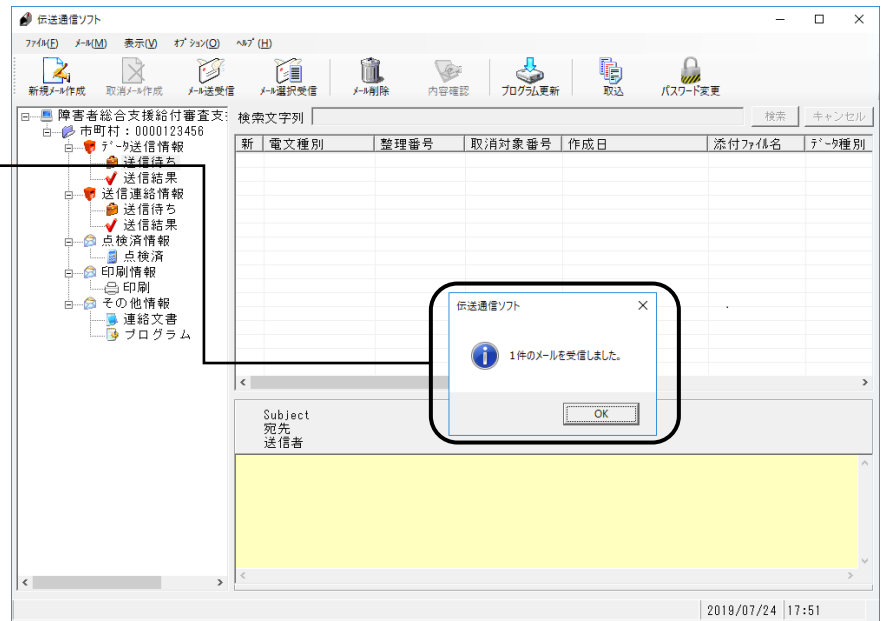 伝送通信ソフト
ﾌｧｲﾙ(F) ﾒｰﾙ(M) 表示(V) ｵﾌﾟｼｮﾝ(O) ﾍﾙﾌﾟ(H)
新規ﾒｰﾙ作成 取消ﾒｰﾙ作成 ﾒｰﾙ送受信 ﾒｰﾙ選択受信 ﾒｰﾙ削除 内容確認 ﾌﾟﾛｸﾞﾗﾑ更新 取込 ﾊﾟｽﾜｰﾄﾞ変更
検索文字列 検索 キャンセル
新 電文種別 整理番号 取消対象番号 作成日 添付ﾌｧｲﾙ名 ﾃﾞｰﾀ種別
障害者総合支援給付審査支
市町村：0000123456
ﾃﾞｰﾀ送信情報
送信待ち
送信結果
送信連絡情報
送信待ち
送信結果
点検済情報
点検済
印刷情報
印刷
その他情報
連絡文書
プログラム
伝送通信ソフト
1件のメールを受信しました。
OK
Subject
宛先
送信者
2019/07/24 17:51